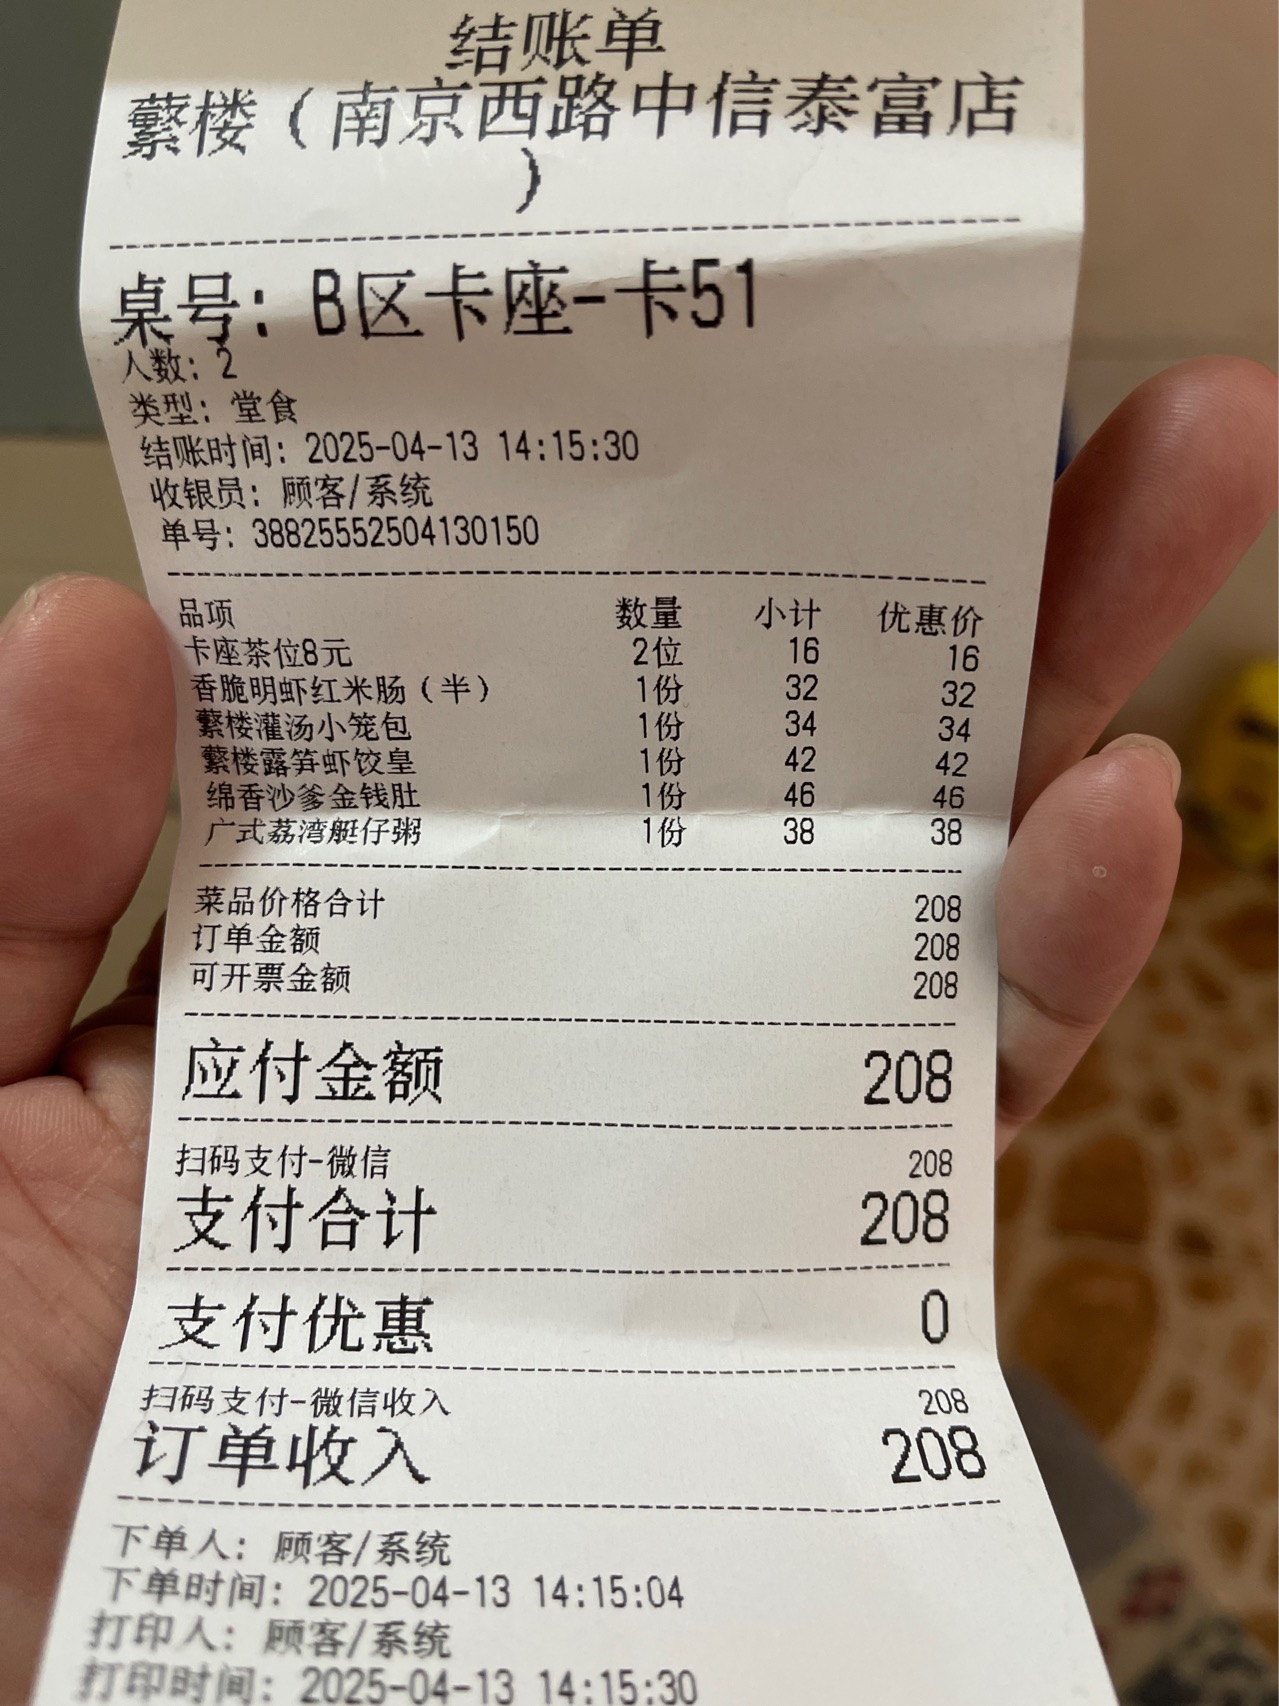 结账单
蘩楼（南京西路中信泰富店
）
桌号：B区卡座-卡51
人数：2
类型：堂食
结账时间：2025-04-13 14:15:30
收银员：顾客/系统
单号：38825552504130150
品项 数量 小计 优惠价
卡座茶位8元 2位 16 16
香脆明虾红米肠（半） 1份 32 32
蘩楼灌汤小笼包 1份 34 34
蘩楼露笋虾饺皇 1份 42 42
绵香沙爹金钱肚 1份 46 46
广式荔湾艇仔粥 1份 38 38
菜品价格合计 208
订单金额 208
可开票金额 208
应付金额 208
扫码支付-微信 208
支付合计 208
支付优惠 0
扫码支付-微信收入 208
订单收入 208
下单人：顾客/系统
下单时间：2025-04-13 14:15:04
打印人：顾客/系统
打印时间：2025-04-13 14:15:30